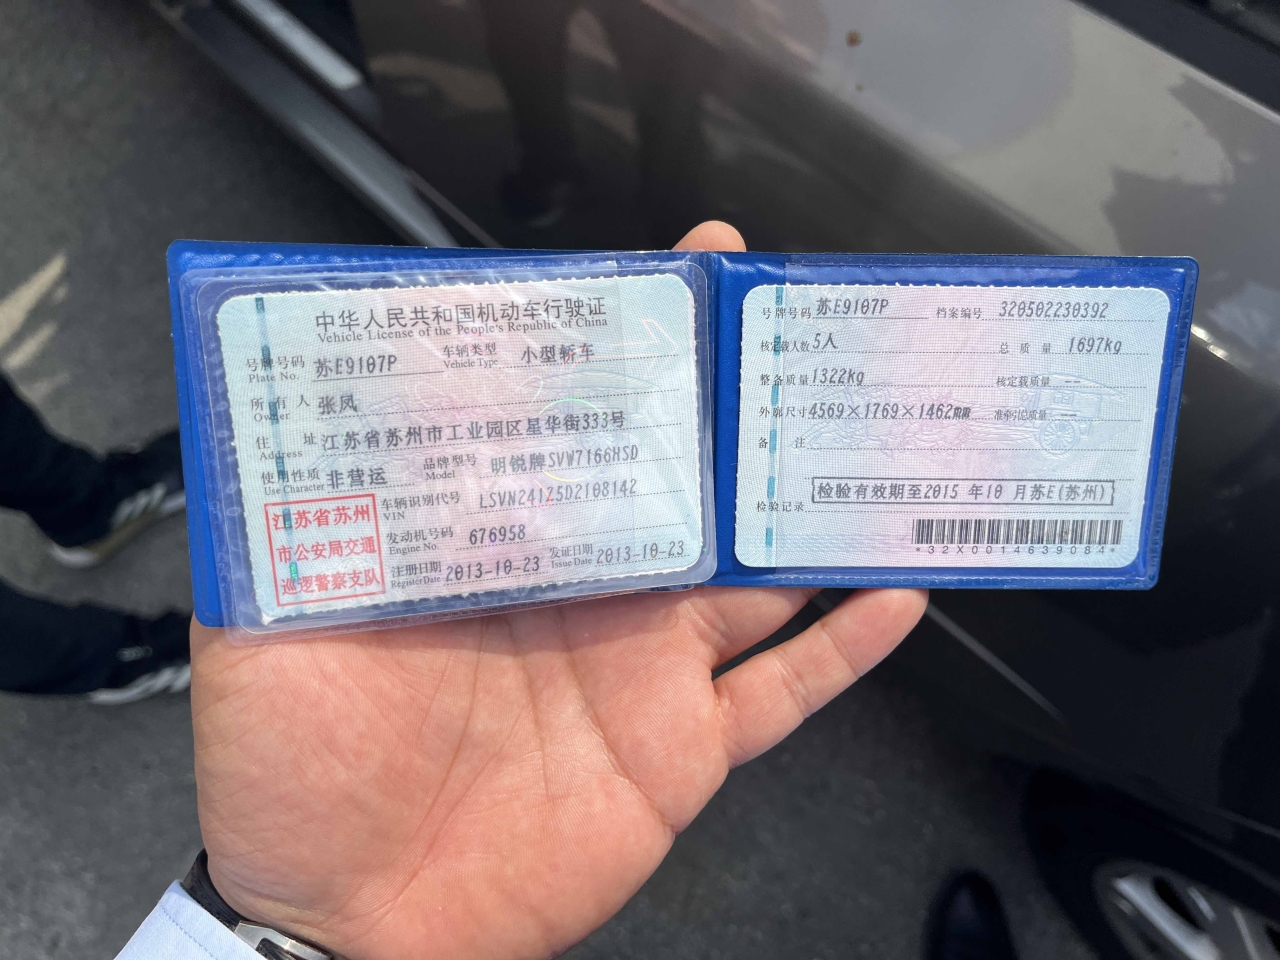 中华人民共和国机动车行驶证
Vehicle License of the People's Republic of China
号牌号码 苏E9107P 车辆类型 小型轿车
Plate No. Vehicle Type
所有人 张凤
Owner
住址 江苏省苏州市工业园区星华街333号
Address
使用性质 非营运 品牌型号 明锐牌SVW7166HSD
Use Character Model
江苏省苏州
市公安局交通
巡逻警察支队
车辆识别代号 LSVN241Z5D2108142
VIN
发动机号码 676958
Engine No.
注册日期 2013-10-23 发证日期 2013-10-23
Register Date Issue Date
号牌号码 苏E9107P 档案编号 320502230392
核定载人数 5人 总质量 1697kg
整备质量 1322kg 核定载质量 --
外廓尺寸 4569×1769×1462mm 准牵引总质量 --
备注
检验记录 检验有效期至2015 年10 月苏E(苏州)
*32X0014639084*